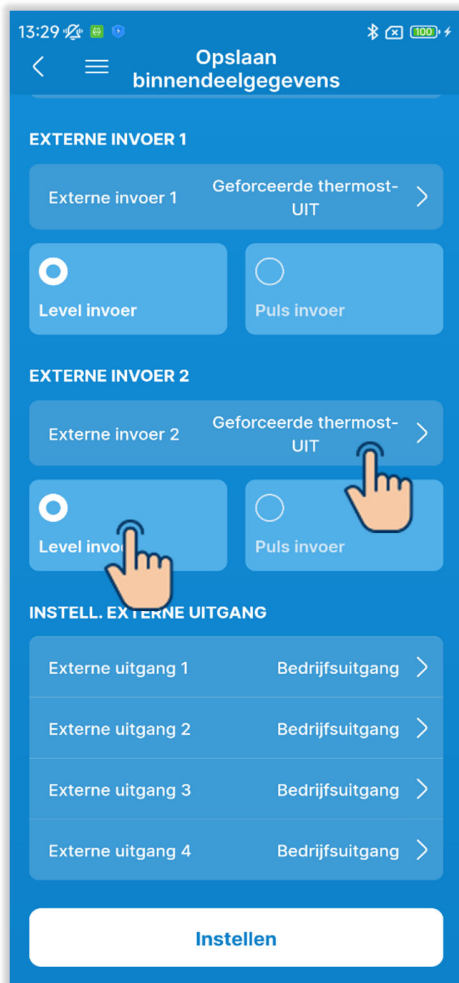 13:29
100
Opslaan
binnendeelgegevens
EXTERNE INVOER 1
Externe invoer 1
Geforceerde thermost-
UIT
Level invoer
Puls invoer
EXTERNE INVOER 2
Externe invoer 2
Geforceerde thermost-
UIT
Level invoer
Puls invoer
INSTELL. EXTERNE UITGANG
Externe uitgang 1 Bedrijfsuitgang
Externe uitgang 2 Bedrijfsuitgang
Externe uitgang 3 Bedrijfsuitgang
Externe uitgang 4 Bedrijfsuitgang
Instellen